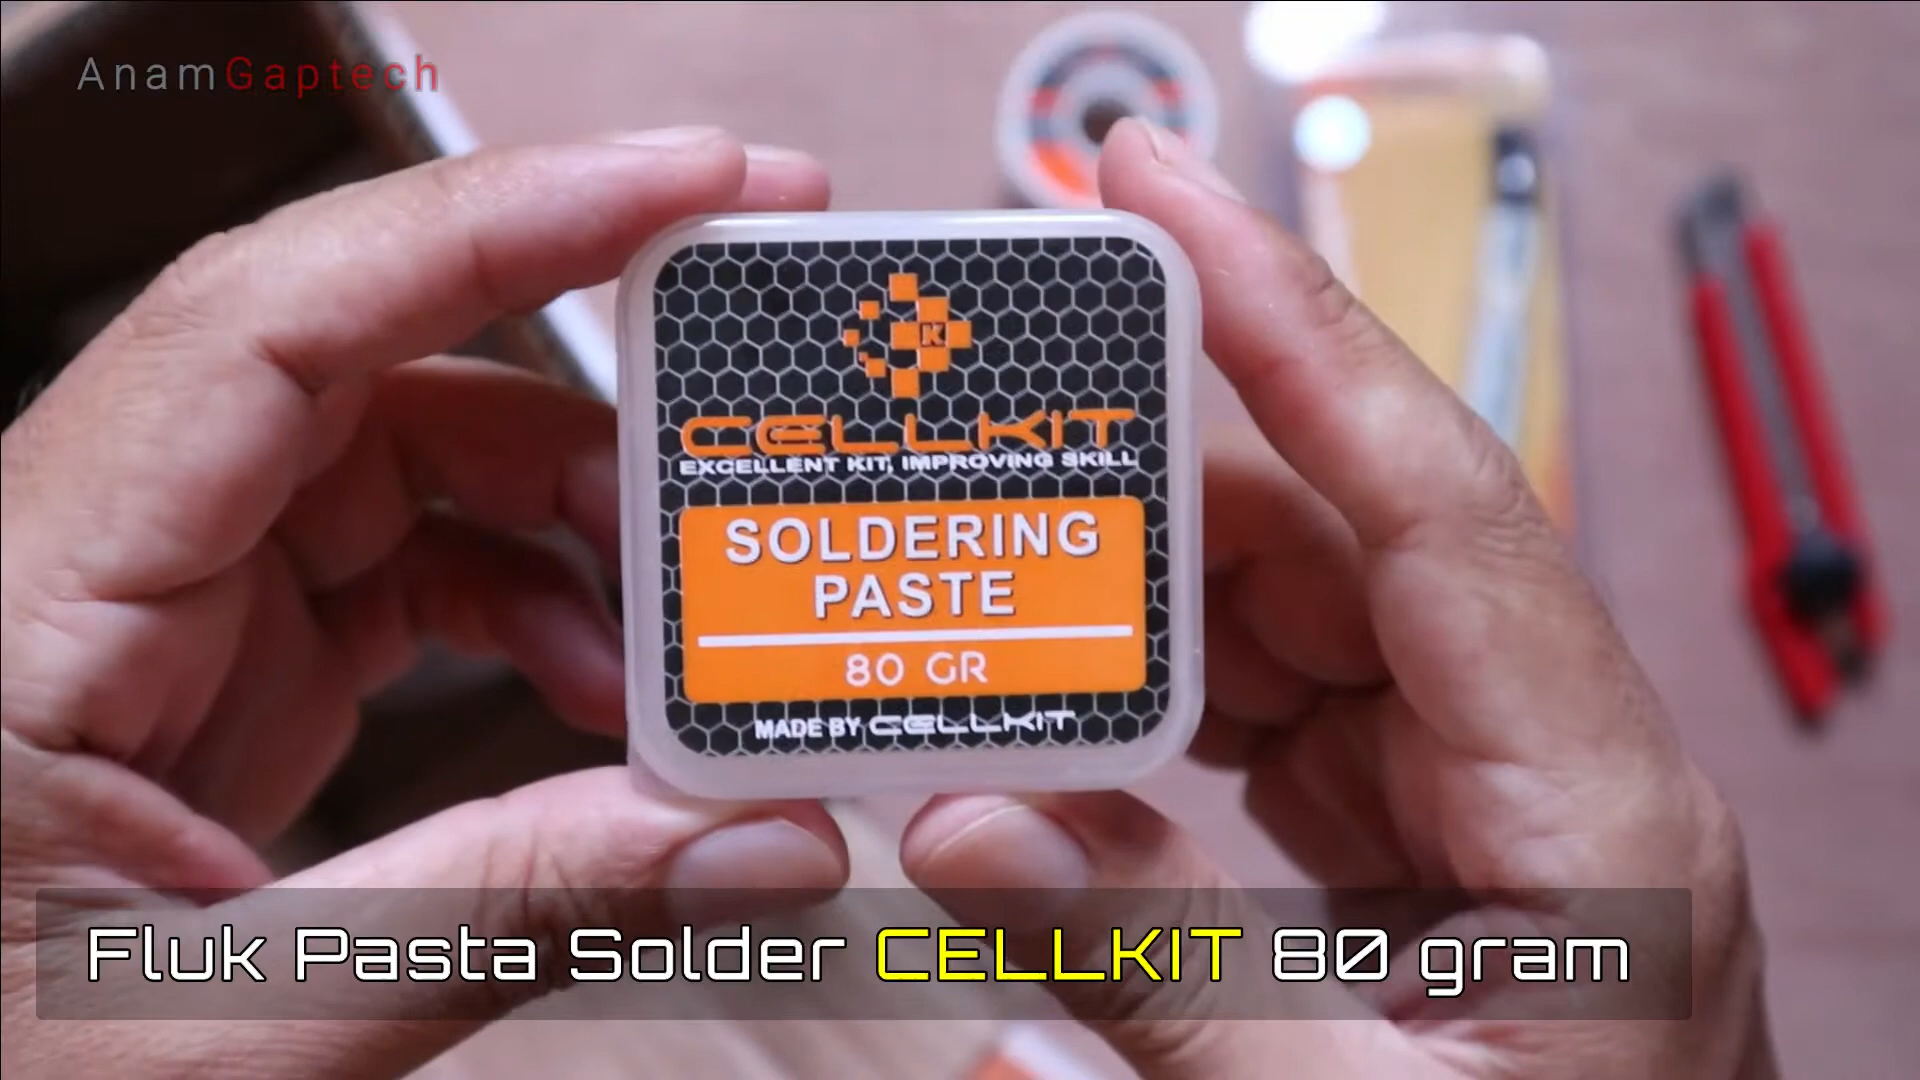 AnamGaptech
K
CELLKIT
EXCELLENT KIT, IMPROVING SKILL
SOLDERING
PASTE
80 GR
MADE BY CELLKIT
Fluk Pasta Solder CELLKIT 80 gram